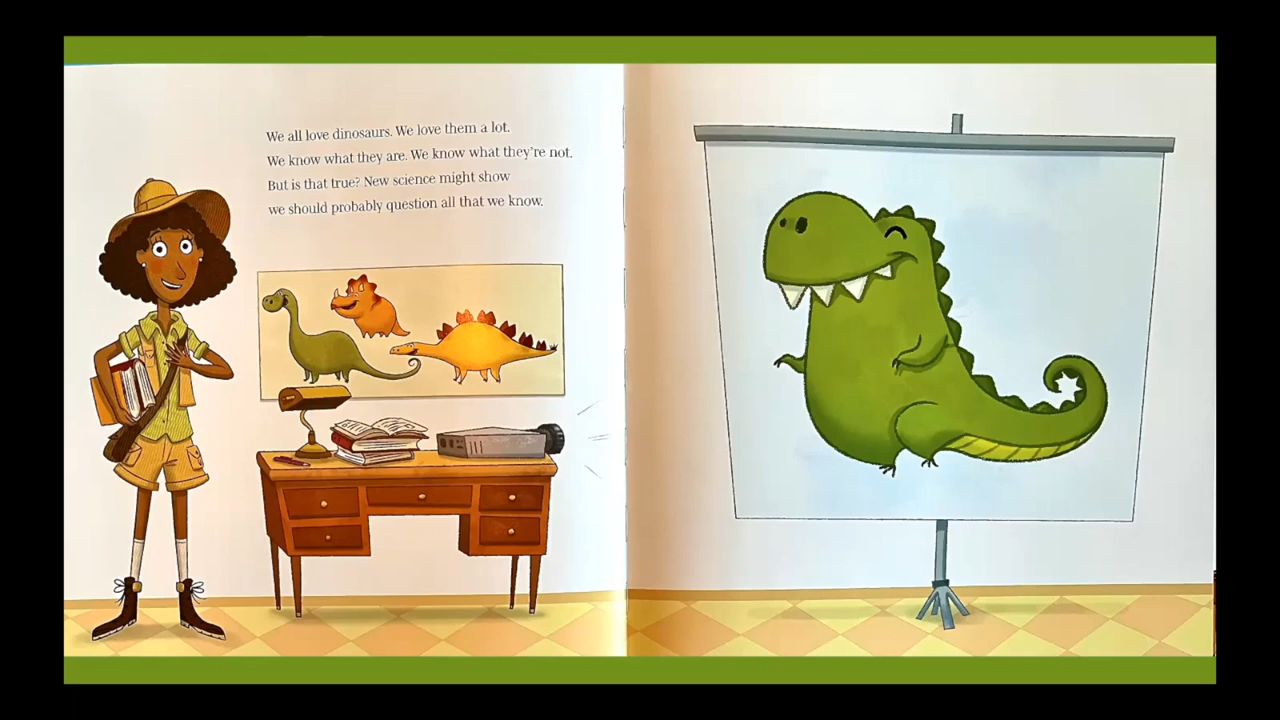 We all love dinosaurs. We love them a lot.
We know what they are. We know what they're not.
But is that true? New science might show
we should probably question all that we know.